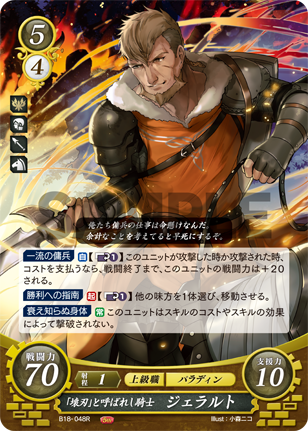 5
4
SAMPLE
俺たち傭兵の仕事は命懸けなんだ。
余計なことを考えてると早死にするぞ。
一流の傭兵 自【1】このユニットが攻撃した時か攻撃された時、
コストを支払うなら、戦闘終了まで、このユニットの戦闘力は+20
される。
勝利への指南 起【1】他の味方を1体選び、移動させる。
衰え知らぬ身体 常 このユニットはスキルのコストやスキルの効果
によって撃破されない。
戦闘力
70
射程 1 上級職 パラディン
支援力
10
「壊刃」と呼ばれし騎士 ジェラルト
B18-048R
Illust:小森ニコ